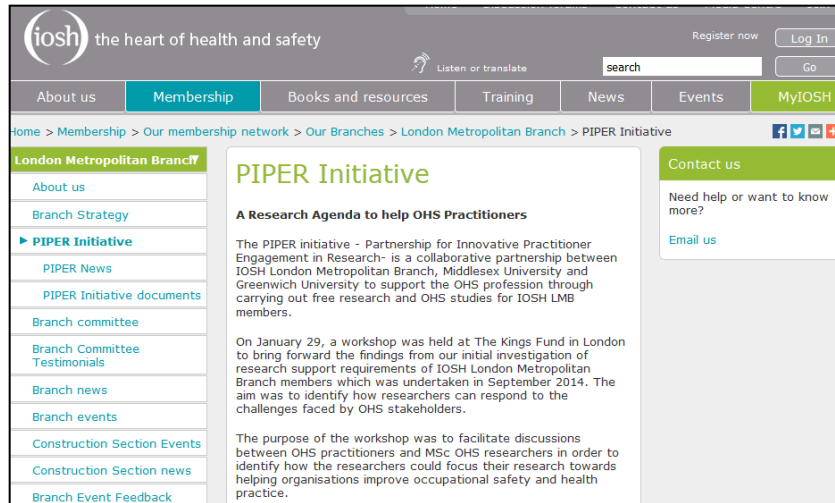 iosh the heart of health and safety
Register now
Log In
Listen or translate
search
Go
About us
Membership
Books and resources
Training
News
Events
MyIOSH
Home > Membership > Our membership network > Our Branches > London Metropolitan Branch > PIPER Initiative
London Metropolitan Branch
About us
Branch Strategy
PIPER Initiative
PIPER News
PIPER Initiative documents
Branch committee
Branch Committee
Testimonials
Branch news
Branch events
Construction Section Events
Construction Section news
Branch Event Feedback
PIPER Initiative
A Research Agenda to help OHS Practitioners
The PIPER initiative - Partnership for Innovative Practitioner
Engagement in Research- is a collaborative partnership between
IOSH London Metropolitan Branch, Middlesex University and
Greenwich University to support the OHS profession through
carrying out free research and OHS studies for IOSH LMB
members.
On January 29, a workshop was held at The Kings Fund in London
to bring forward the findings from our initial investigation of
research support requirements of IOSH London Metropolitan
Branch members which was undertaken in September 2014. The
aim was to identify how researchers can respond to the
challenges faced by OHS stakeholders.
The purpose of the workshop was to facilitate discussions
between OHS practitioners and MSc OHS researchers in order to
identify how the researchers could focus their research towards
helping organisations improve occupational safety and health
practice.
Contact us
Need help or want to know
more?
Email us